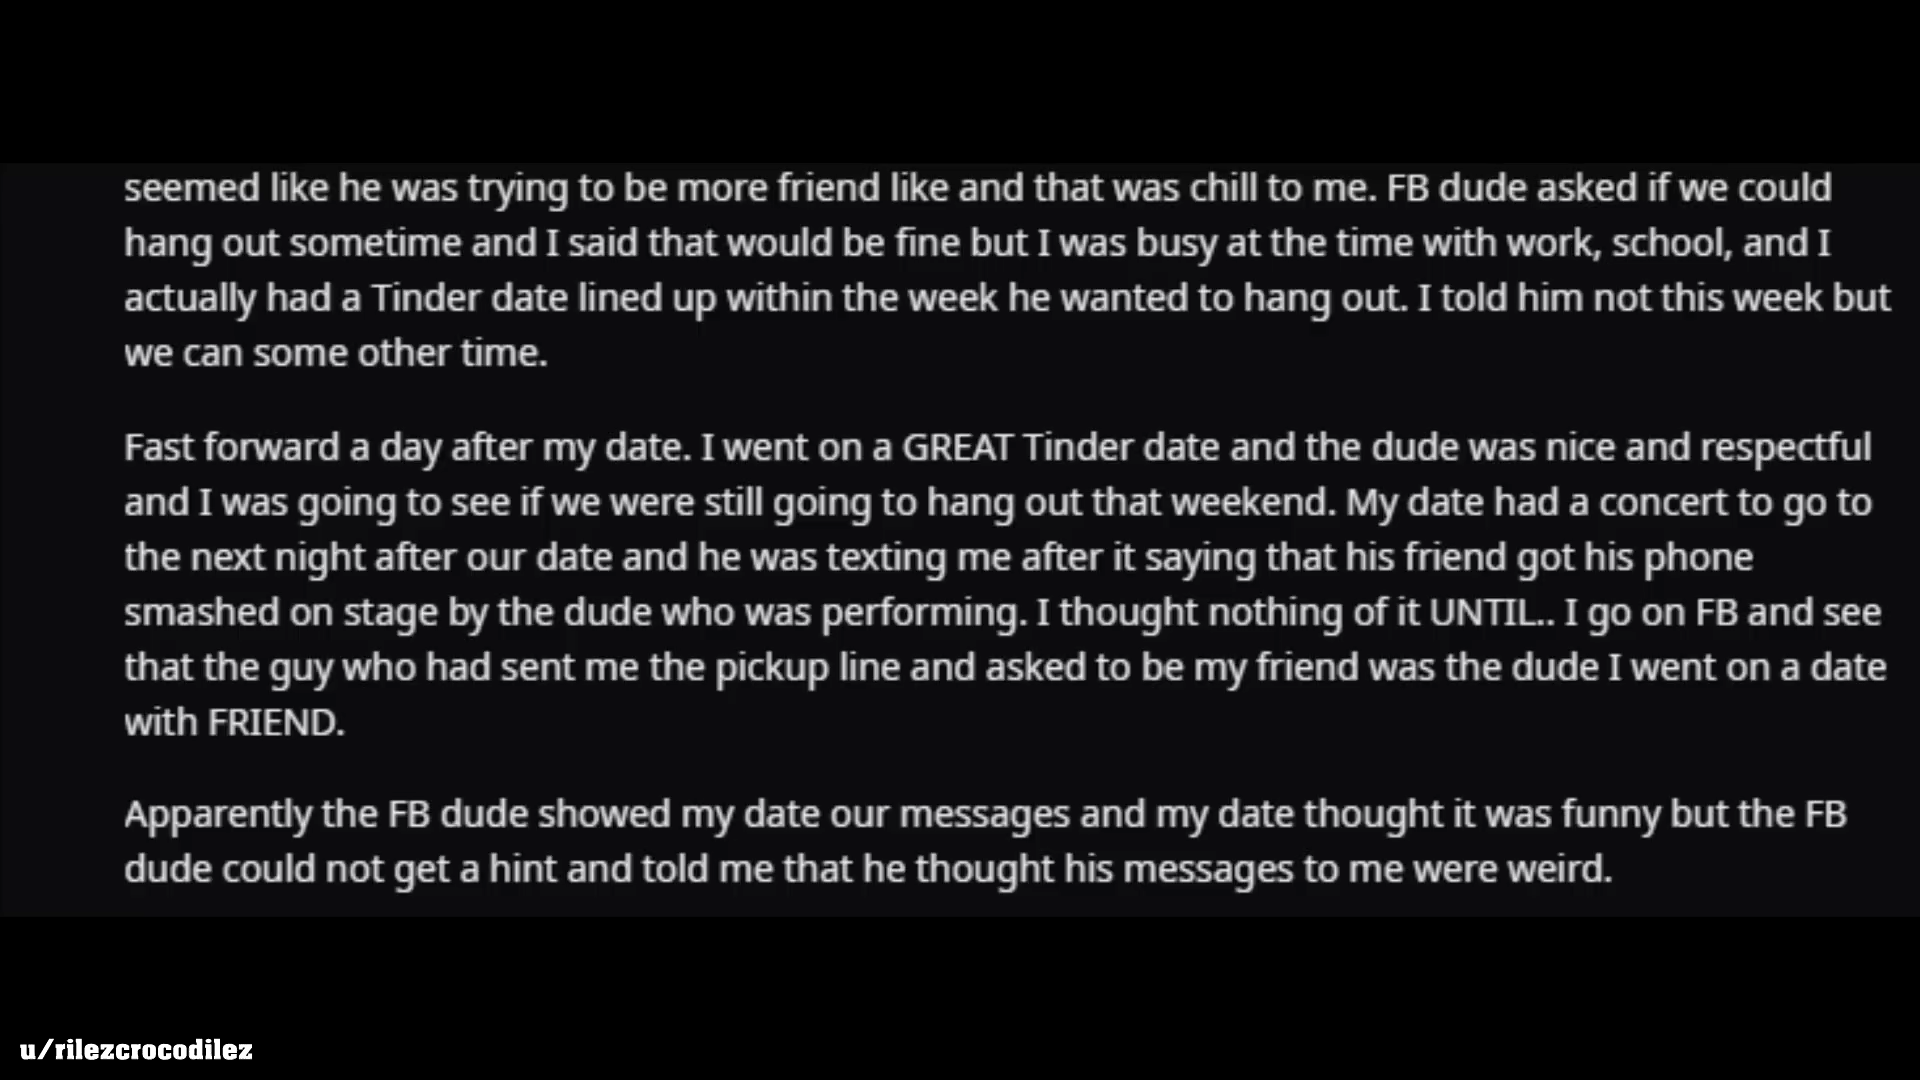 seemed like he was trying to be more friend like and that was chill to me. FB dude asked if we could
hang out sometime and I said that would be fine but I was busy at the time with work, school, and I
actually had a Tinder date lined up within the week he wanted to hang out. I told him not this week but
we can some other time.
Fast forward a day after my date. I went on a GREAT Tinder date and the dude was nice and respectful
and I was going to see if we were still going to hang out that weekend. My date had a concert to go to
the next night after our date and he was texting me after it saying that his friend got his phone
smashed on stage by the dude who was performing. I thought nothing of it UNTIL.. I go on FB and see
that the guy who had sent me the pickup line and asked to be my friend was the dude I went on a date
with FRIEND.
Apparently the FB dude showed my date our messages and my date thought it was funny but the FB
dude could not get a hint and told me that he thought his messages to me were weird.
u/rilezcrocodilez